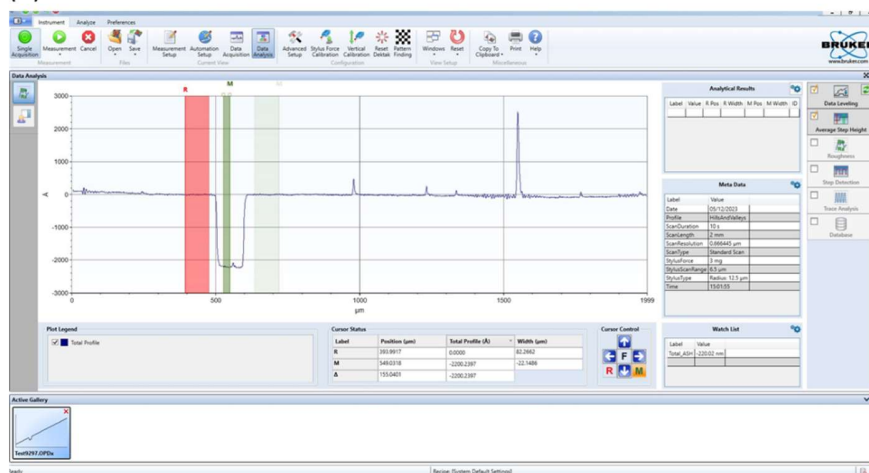 Instrument Analyze Preferences
Single Acquisition Measurement Cancel Open Save Measurement Setup Automation Setup Data Acquisition Data Analysis Advanced Setup Stylus Force Calibration Vertical Calibration Reset Dektak Pattern Finding Windows Reset Copy To Clipboard Print Help
Measurement Files Current View Configuration View Setup Miscellaneous
BRUKER
www.bruker.com
Data Analysis
R M
3000
2000
1000
Å 0
-1000
-2000
-3000
0 500 1000 1500 1999
µm
Analytical Results
Label Value R Pos R Width M Pos M Width ID
Meta Data
Label Value
Date 05/12/2023
Profile HillsAndValleys
ScanDuration 10 s
ScanLength 2 mm
ScanResolution 0.666445 µm
ScanType Standard Scan
StylusForce 3 mg
StylusScanRange 6.5 µm
StylusType Radius: 12.5 µm
Time 15:01:55
Data Leveling
Average Step Height
Roughness
Step Detection
Trace Analysis
Database
Plot Legend
Total Profile
Cursor Status
Label Position (µm) Total Profile (Å) Width (µm)
R 393.9917 0.0000 82.2662
M 549.0318 -2200.2397 -22.1486
Δ 155.0401 -2200.2397
Cursor Control
F
R M
Watch List
Label Value
Total_ASH -220.02 nm
Active Gallery
Test9297.OPDx
Ready
Recipe: [System Default Settings]